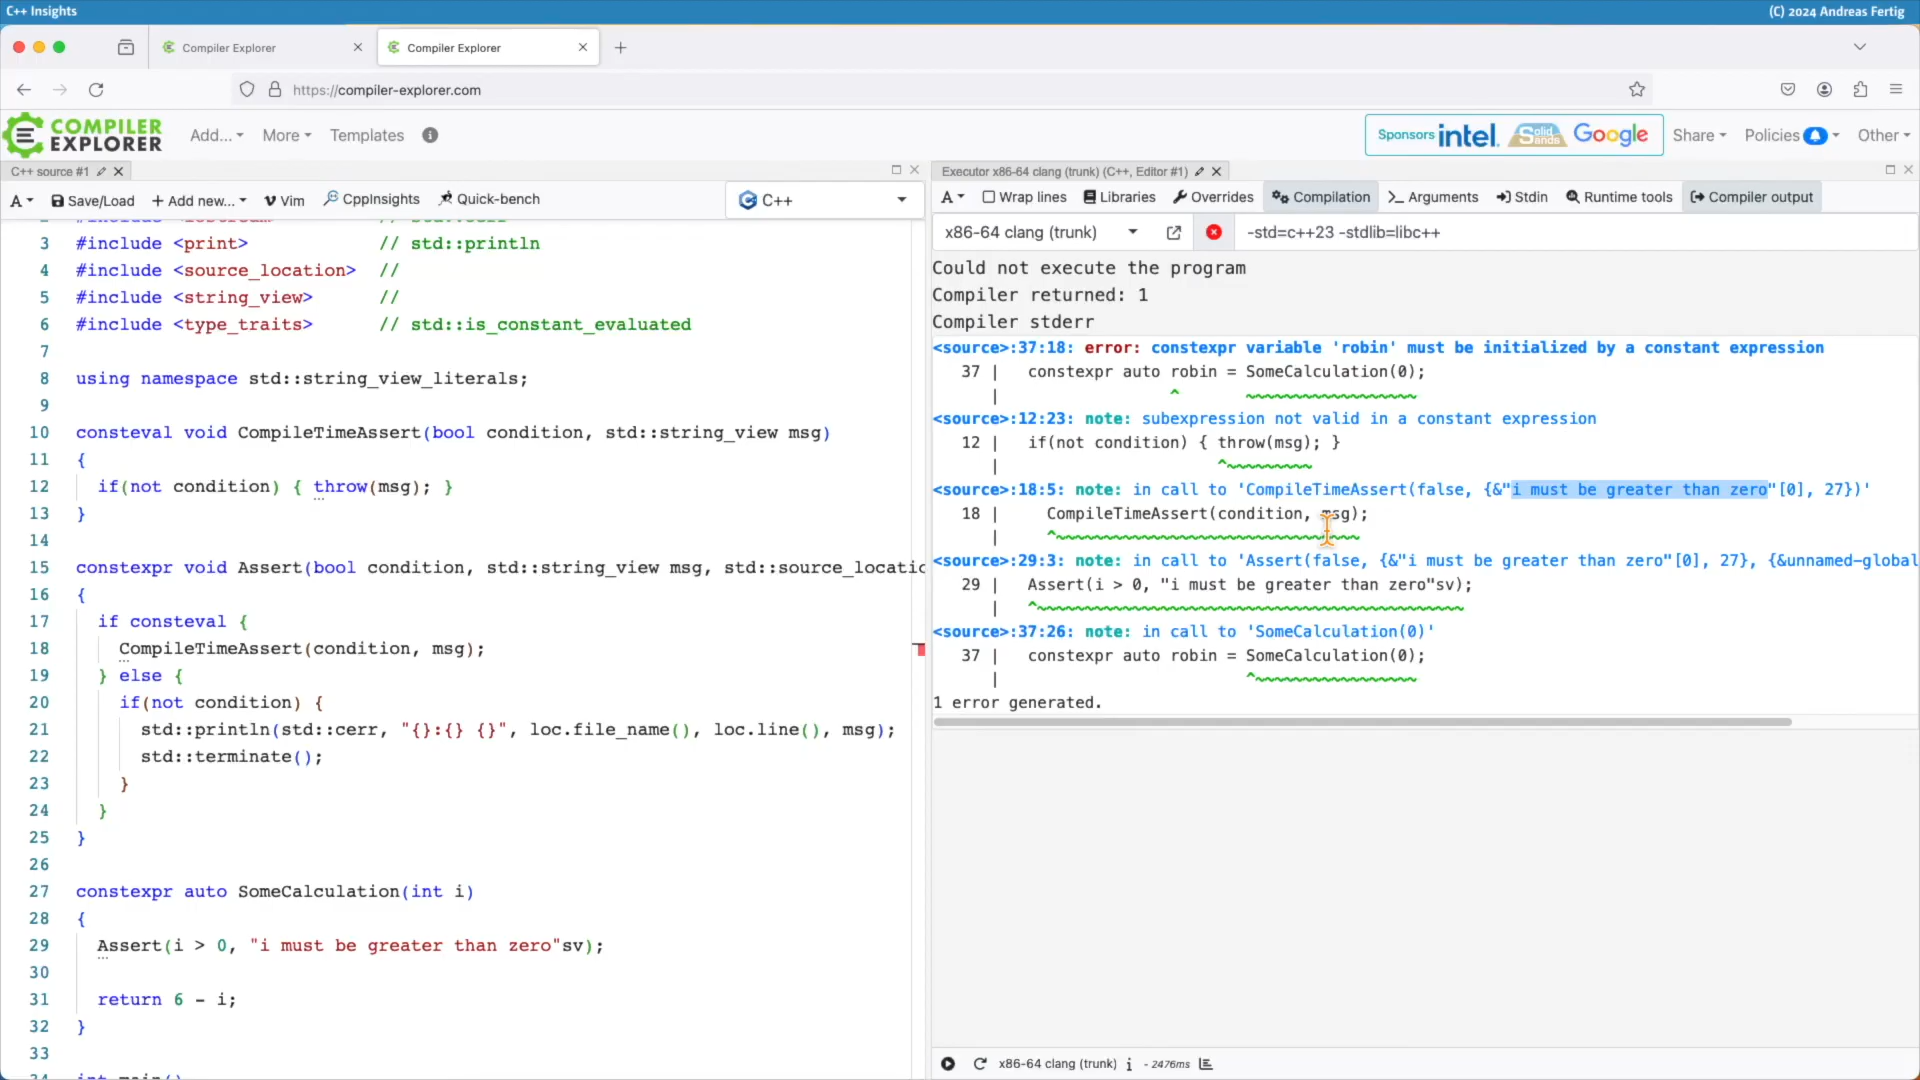 C++ Insights
(C) 2024 Andreas Fertig
Compiler Explorer
Compiler Explorer
https://compiler-explorer.com
COMPILER EXPLORER
Add...
More
Templates
Sponsors intel. Solid Sands Google
Share
Policies
Other
C++ source #1
A
Save/Load
+ Add new...
Vim
CppInsights
Quick-bench
C++
3 #include <print> // std::println
4 #include <source_location> //
5 #include <string_view> //
6 #include <type_traits> // std::is_constant_evaluated
7
8 using namespace std::string_view_literals;
9
10 consteval void CompileTimeAssert(bool condition, std::string_view msg)
11 {
12 if(not condition) { throw(msg); }
13 }
14
15 constexpr void Assert(bool condition, std::string_view msg, std::source_locatio
16 {
17 if consteval {
18 CompileTimeAssert(condition, msg);
19 } else {
20 if(not condition) {
21 std::println(std::cerr, "{}:{} {}", loc.file_name(), loc.line(), msg);
22 std::terminate();
23 }
24 }
25 }
26
27 constexpr auto SomeCalculation(int i)
28 {
29 Assert(i > 0, "i must be greater than zero"sv);
30
31 return 6 - i;
32 }
33
Executor x86-64 clang (trunk) (C++, Editor #1)
A
Wrap lines
Libraries
Overrides
Compilation
Arguments
Stdin
Runtime tools
Compiler output
x86-64 clang (trunk)
-std=c++23 -stdlib=libc++
Could not execute the program
Compiler returned: 1
Compiler stderr
<source>:37:18: error: constexpr variable 'robin' must be initialized by a constant expression
37 | constexpr auto robin = SomeCalculation(0);
| ^ ~~~~~~~~~~~~~~~~~~
<source>:12:23: note: subexpression not valid in a constant expression
12 | if(not condition) { throw(msg); }
| ^~~~~~~~~~
<source>:18:5: note: in call to 'CompileTimeAssert(false, {&"i must be greater than zero"[0], 27})'
18 | CompileTimeAssert(condition, msg);
| ^~~~~~~~~~~~~~~~~~~~~~~~~~~~~~~~~
<source>:29:3: note: in call to 'Assert(false, {&"i must be greater than zero"[0], 27}, {&unnamed-global
29 | Assert(i > 0, "i must be greater than zero"sv);
| ^~~~~~~~~~~~~~~~~~~~~~~~~~~~~~~~~~~~~~~~~~~~~~
<source>:37:26: note: in call to 'SomeCalculation(0)'
37 | constexpr auto robin = SomeCalculation(0);
| ^~~~~~~~~~~~~~~~~~
1 error generated.
x86-64 clang (trunk) i - 2476ms